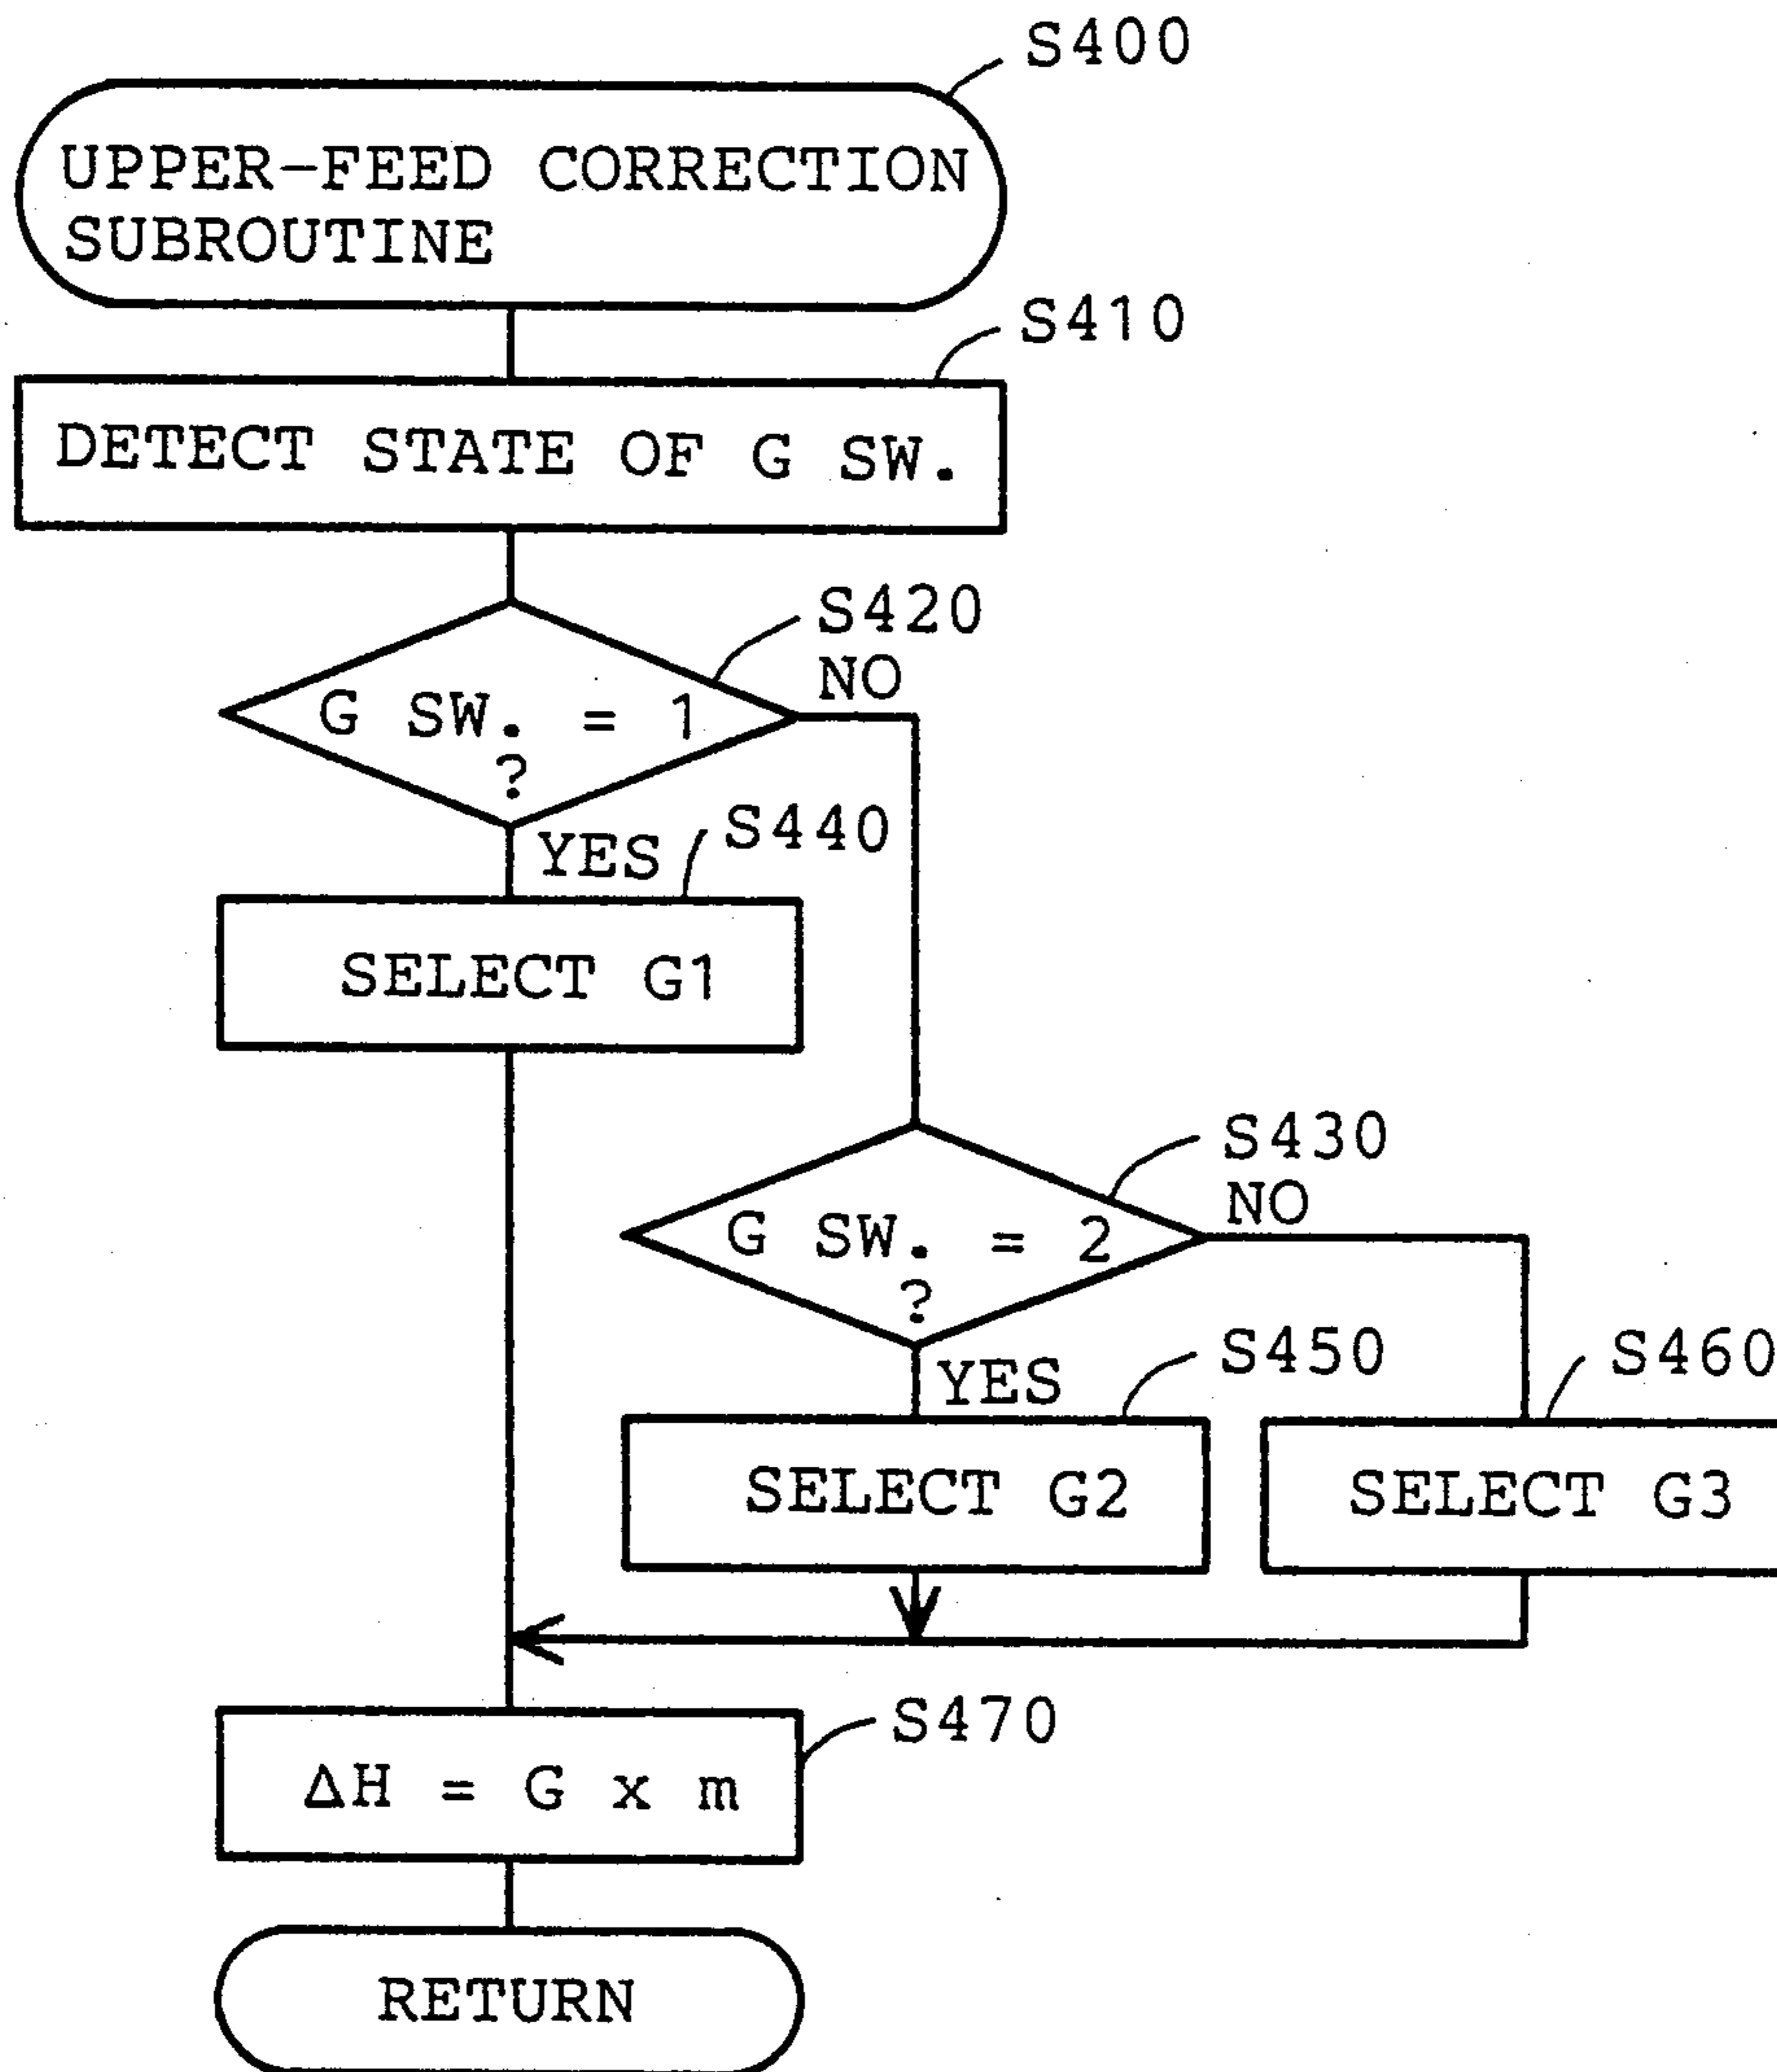 S400
UPPER-FEED CORRECTION
SUBROUTINE
S410
DETECT STATE OF G SW.
S420
NO
G SW. = 1
?
S440
YES
SELECT G1
S430
NO
G SW. = 2
?
S450
S460
YES
SELECT G2
SELECT G3
S470
ΔH = G x m
RETURN